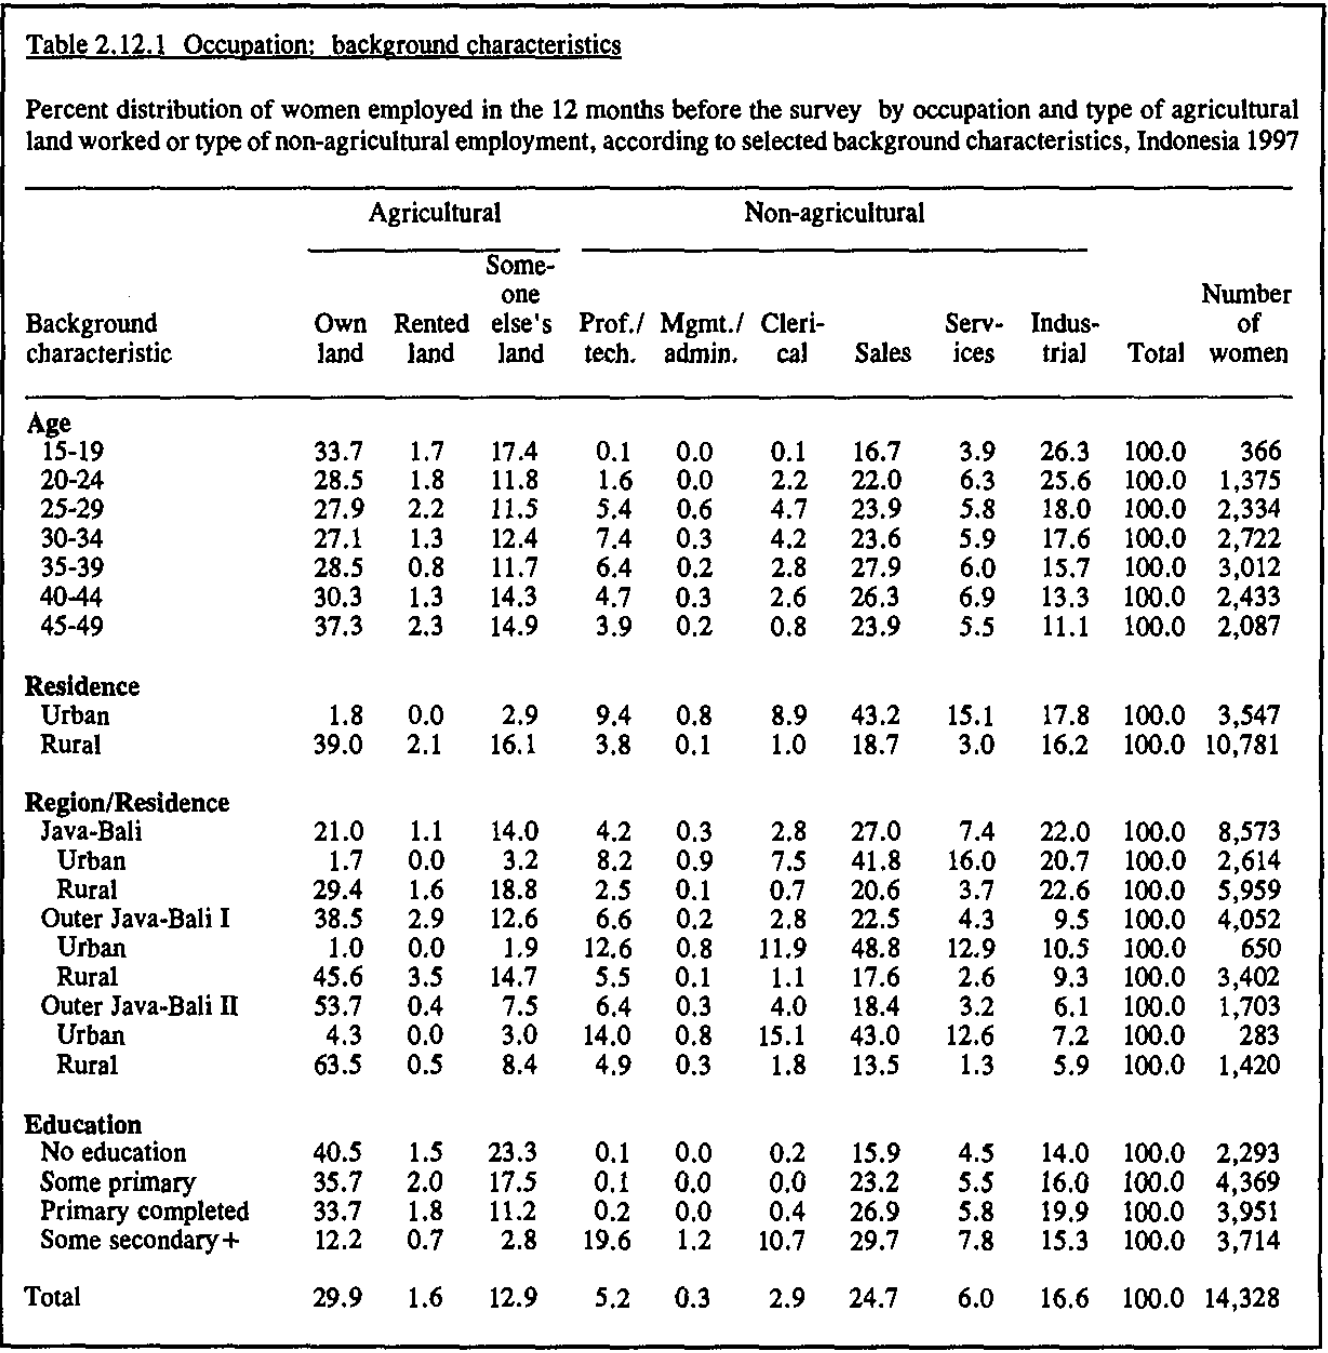 Table 2.12.1 Occupation: background characteristics
Percent distribution of women employed in the 12 months before the survey by occupation and type of agricultural
land worked or type of non-agricultural employment, according to selected background characteristics, Indonesia 1997
Agricultural Non-agricultural
Some-
one Number
Background Own Rented else's Prof./ Mgmt./ Cleri- Serv- Indus- of
characteristic land land land tech. admin. cal Sales ices trial Total women
Age
15-19 33.7 1.7 17.4 0.1 0.0 0.1 16.7 3.9 26.3 100.0 366
20-24 28.5 1.8 11.8 1.6 0.0 2.2 22.0 6.3 25.6 100.0 1,375
25-29 27.9 2.2 11.5 5.4 0.6 4.7 23.9 5.8 18.0 100.0 2,334
30-34 27.1 1.3 12.4 7.4 0.3 4.2 23.6 5.9 17.6 100.0 2,722
35-39 28.5 0.8 11.7 6.4 0.2 2.8 27.9 6.0 15.7 100.0 3,012
40-44 30.3 1.3 14.3 4.7 0.3 2.6 26.3 6.9 13.3 100.0 2,433
45-49 37.3 2.3 14.9 3.9 0.2 0.8 23.9 5.5 11.1 100.0 2,087
Residence
Urban 1.8 0.0 2.9 9.4 0.8 8.9 43.2 15.1 17.8 100.0 3,547
Rural 39.0 2.1 16.1 3.8 0.1 1.0 18.7 3.0 16.2 100.0 10,781
Region/Residence
Java-Bali 21.0 1.1 14.0 4.2 0.3 2.8 27.0 7.4 22.0 100.0 8,573
Urban 1.7 0.0 3.2 8.2 0.9 7.5 41.8 16.0 20.7 100.0 2,614
Rural 29.4 1.6 18.8 2.5 0.1 0.7 20.6 3.7 22.6 100.0 5,959
Outer Java-Bali I 38.5 2.9 12.6 6.6 0.2 2.8 22.5 4.3 9.5 100.0 4,052
Urban 1.0 0.0 1.9 12.6 0.8 11.9 48.8 12.9 10.5 100.0 650
Rural 45.6 3.5 14.7 5.5 0.1 1.1 17.6 2.6 9.3 100.0 3,402
Outer Java-Bali II 53.7 0.4 7.5 6.4 0.3 4.0 18.4 3.2 6.1 100.0 1,703
Urban 4.3 0.0 3.0 14.0 0.8 15.1 43.0 12.6 7.2 100.0 283
Rural 63.5 0.5 8.4 4.9 0.3 1.8 13.5 1.3 5.9 100.0 1,420
Education
No education 40.5 1.5 23.3 0.1 0.0 0.2 15.9 4.5 14.0 100.0 2,293
Some primary 35.7 2.0 17.5 0.1 0.0 0.0 23.2 5.5 16.0 100.0 4,369
Primary completed 33.7 1.8 11.2 0.2 0.0 0.4 26.9 5.8 19.9 100.0 3,951
Some secondary+ 12.2 0.7 2.8 19.6 1.2 10.7 29.7 7.8 15.3 100.0 3,714
Total 29.9 1.6 12.9 5.2 0.3 2.9 24.7 6.0 16.6 100.0 14,328